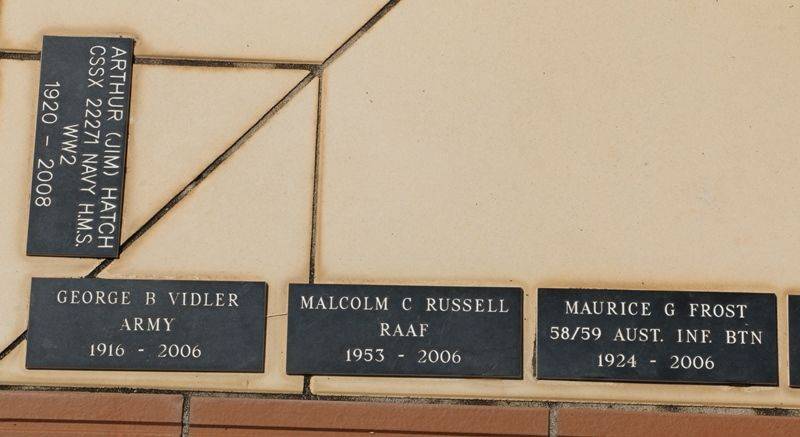 ARTHUR (JIM) HATCH
CSSX 22271 NAVY H.M.S.
WW2
1920 - 2008
GEORGE B VIDLER
ARMY
1916 - 2006
MALCOLM C RUSSELL
RAAF
1953 - 2006
MAURICE G FROST
58/59 AUST. INF. BTN
1924 - 2006